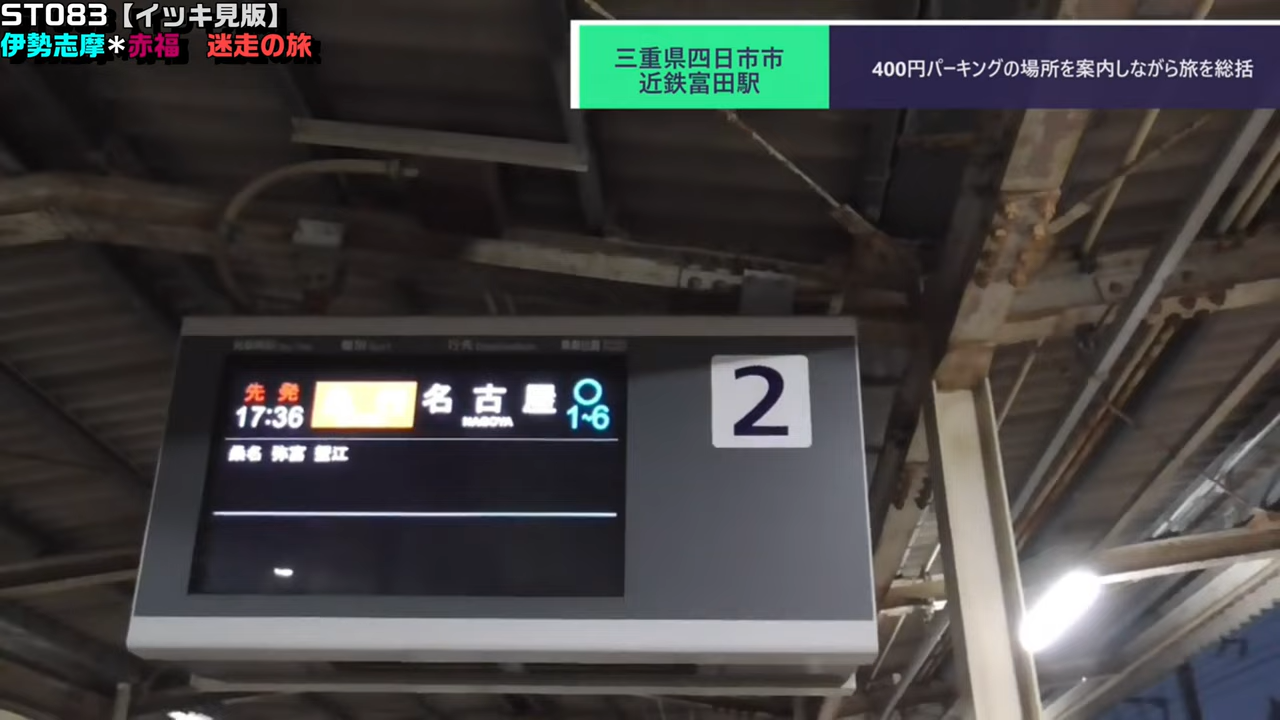 ST083【イッキ見版】
伊勢志摩*赤福　迷走の旅
三重県四日市市
近鉄富田駅
400円パーキングの場所を案内しながら旅を総括
先発
17:36
名古屋
NAGOYA
○
1~6
桑名 弥富 蟹江
2